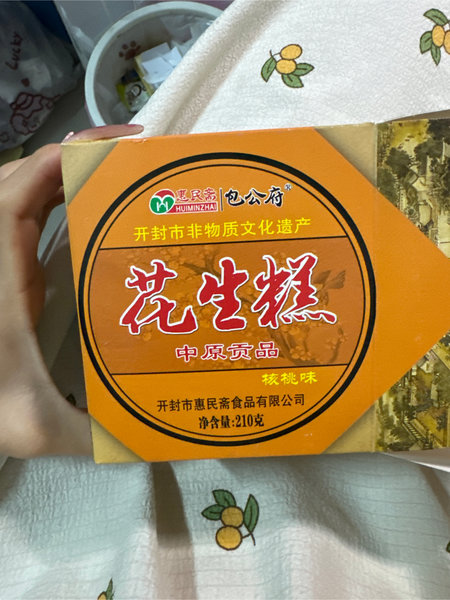 惠民斋 HUIMINZHAI 包公府®
开封市非物质文化遗产
花生糕
中原贡品
核桃味
开封市惠民斋食品有限公司
净含量:210克